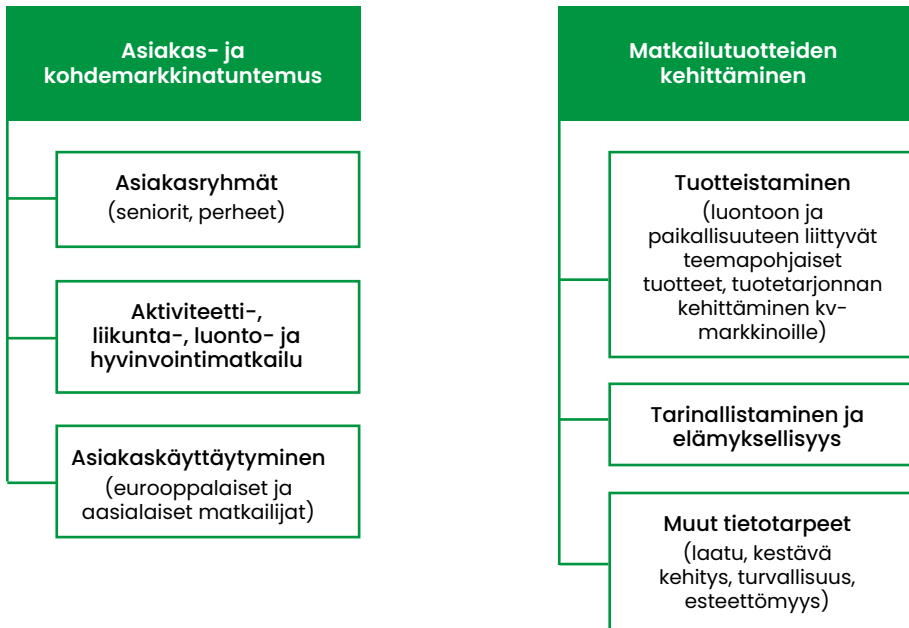 Asiakas- ja
kohdemarkkinatuntemus
Asiakasryhmät
(seniorit, perheet)
Aktiviteetti-,
liikunta-, luonto- ja
hyvinvointimatkailu
Asiakaskäyttäytyminen
(eurooppalaiset ja
aasialaiset matkailijat)
Matkailutuotteiden
kehittäminen
Tuotteistaminen
(luontoon ja
paikallisuuteen liittyvät
teemapohjaiset
tuotteet, tuotetarjonnan
kehittäminen kv-
markkinoille)
Tarinallistaminen ja
elämyksellisyys
Muut tietotarpeet
(laatu, kestävä
kehitys, turvallisuus,
esteettömyys)